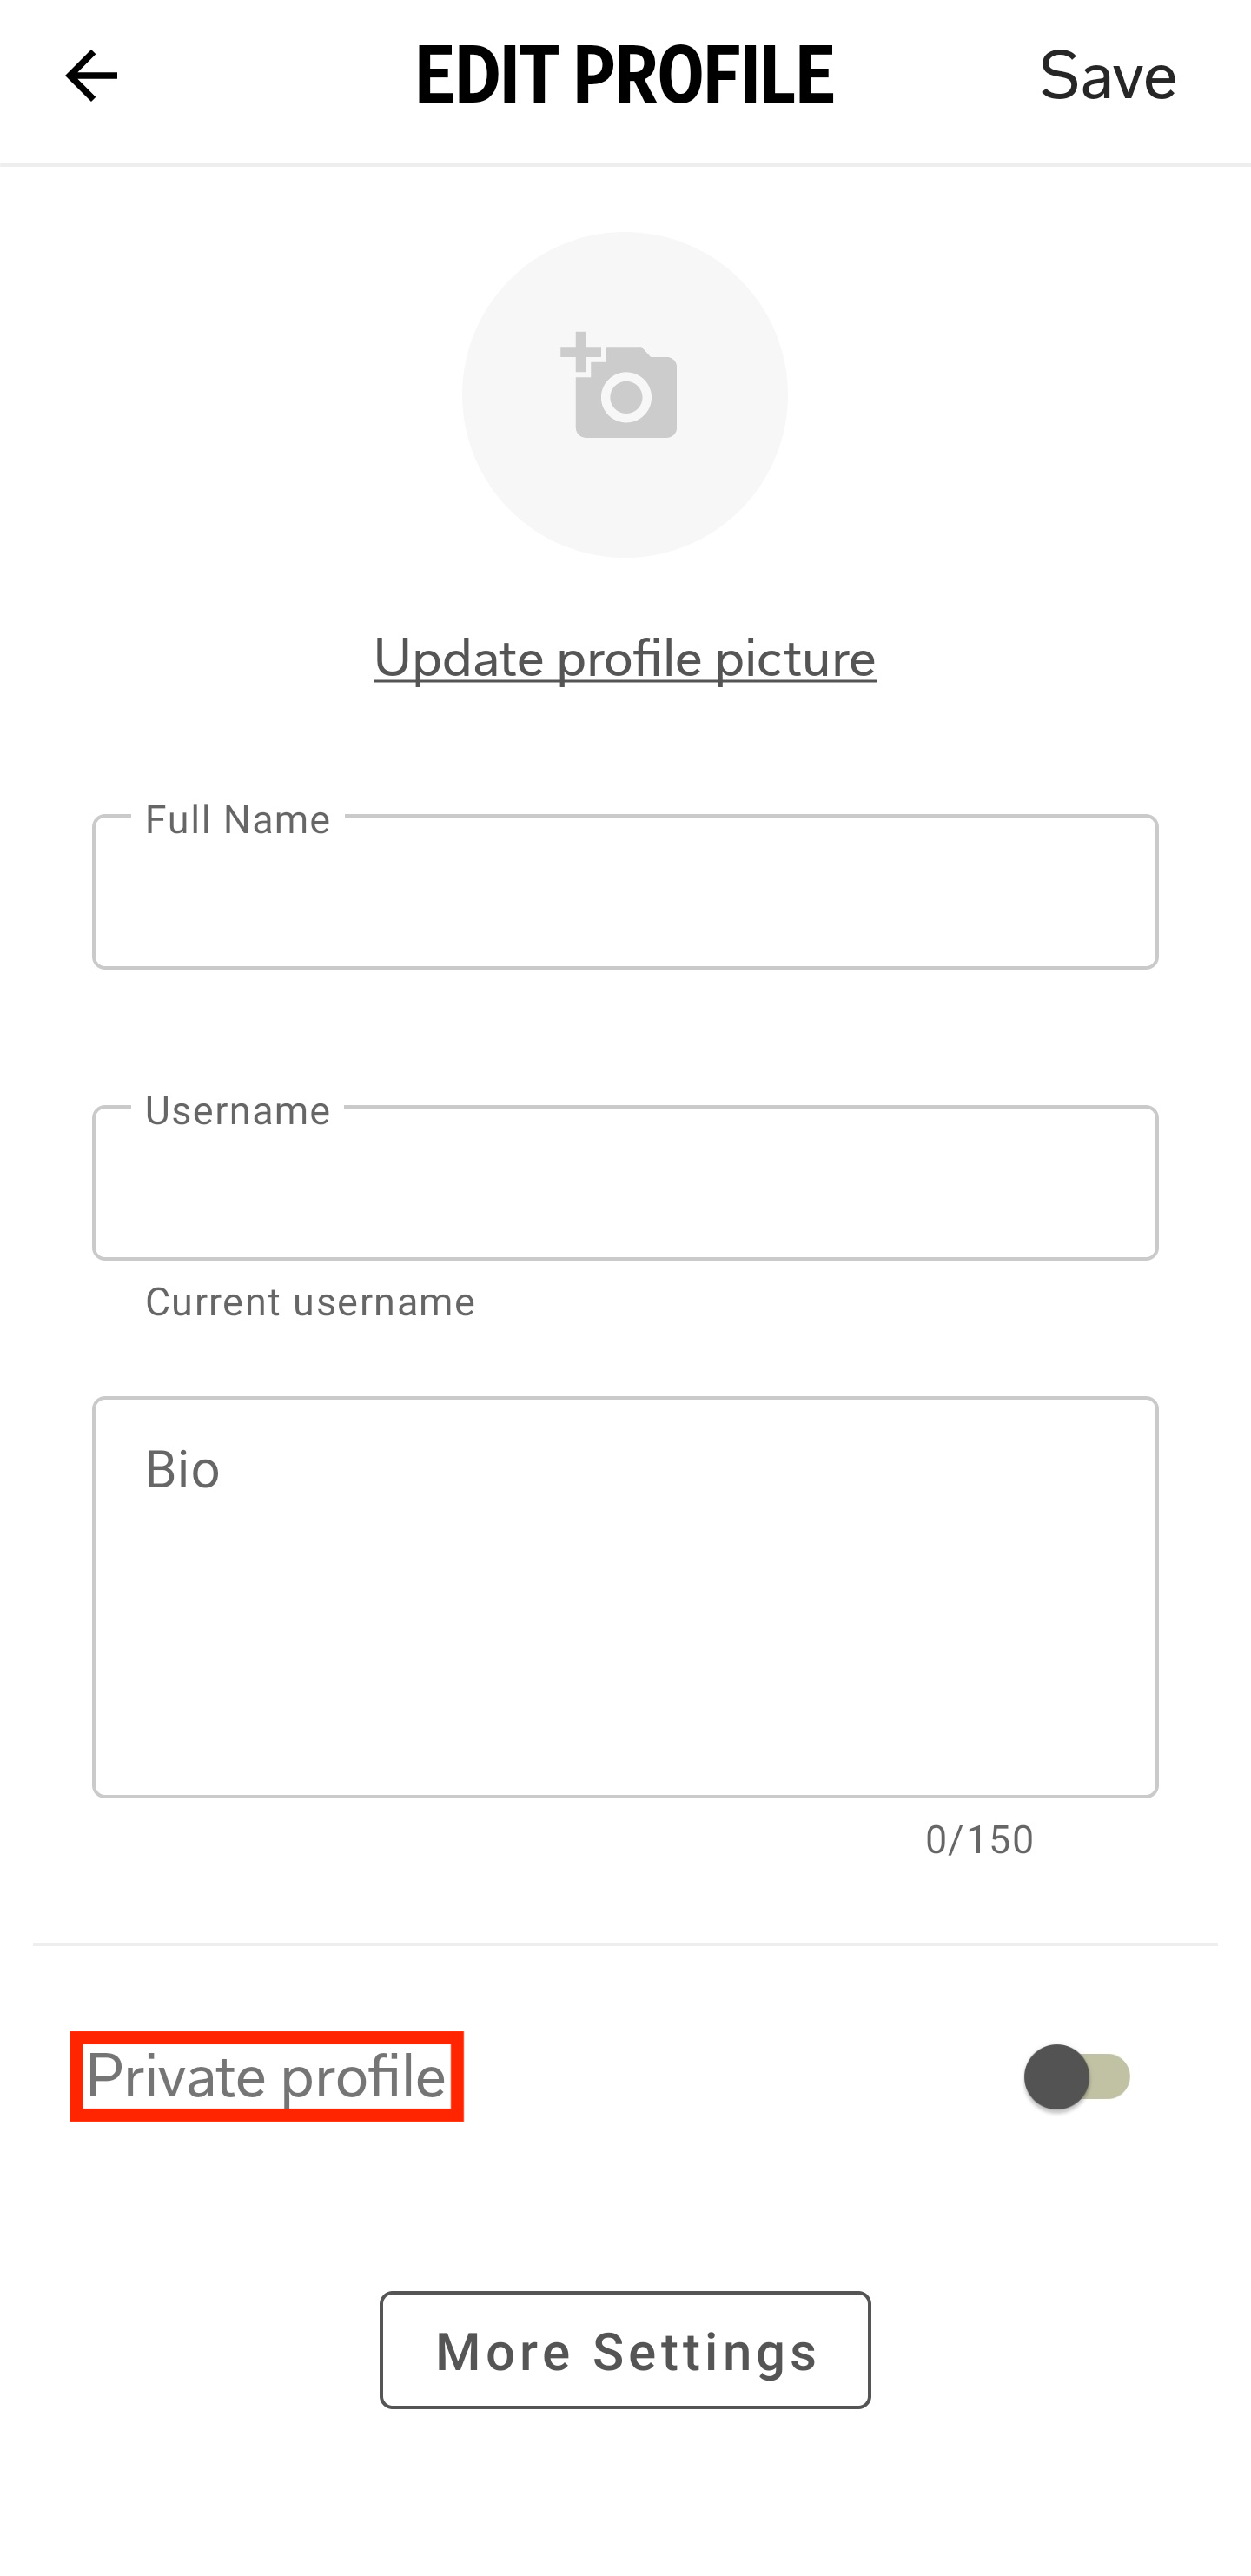 EDIT PROFILE
Save
Update profile picture
Full Name
Username
Current username
Bio
0/150
Private profile
More Settings